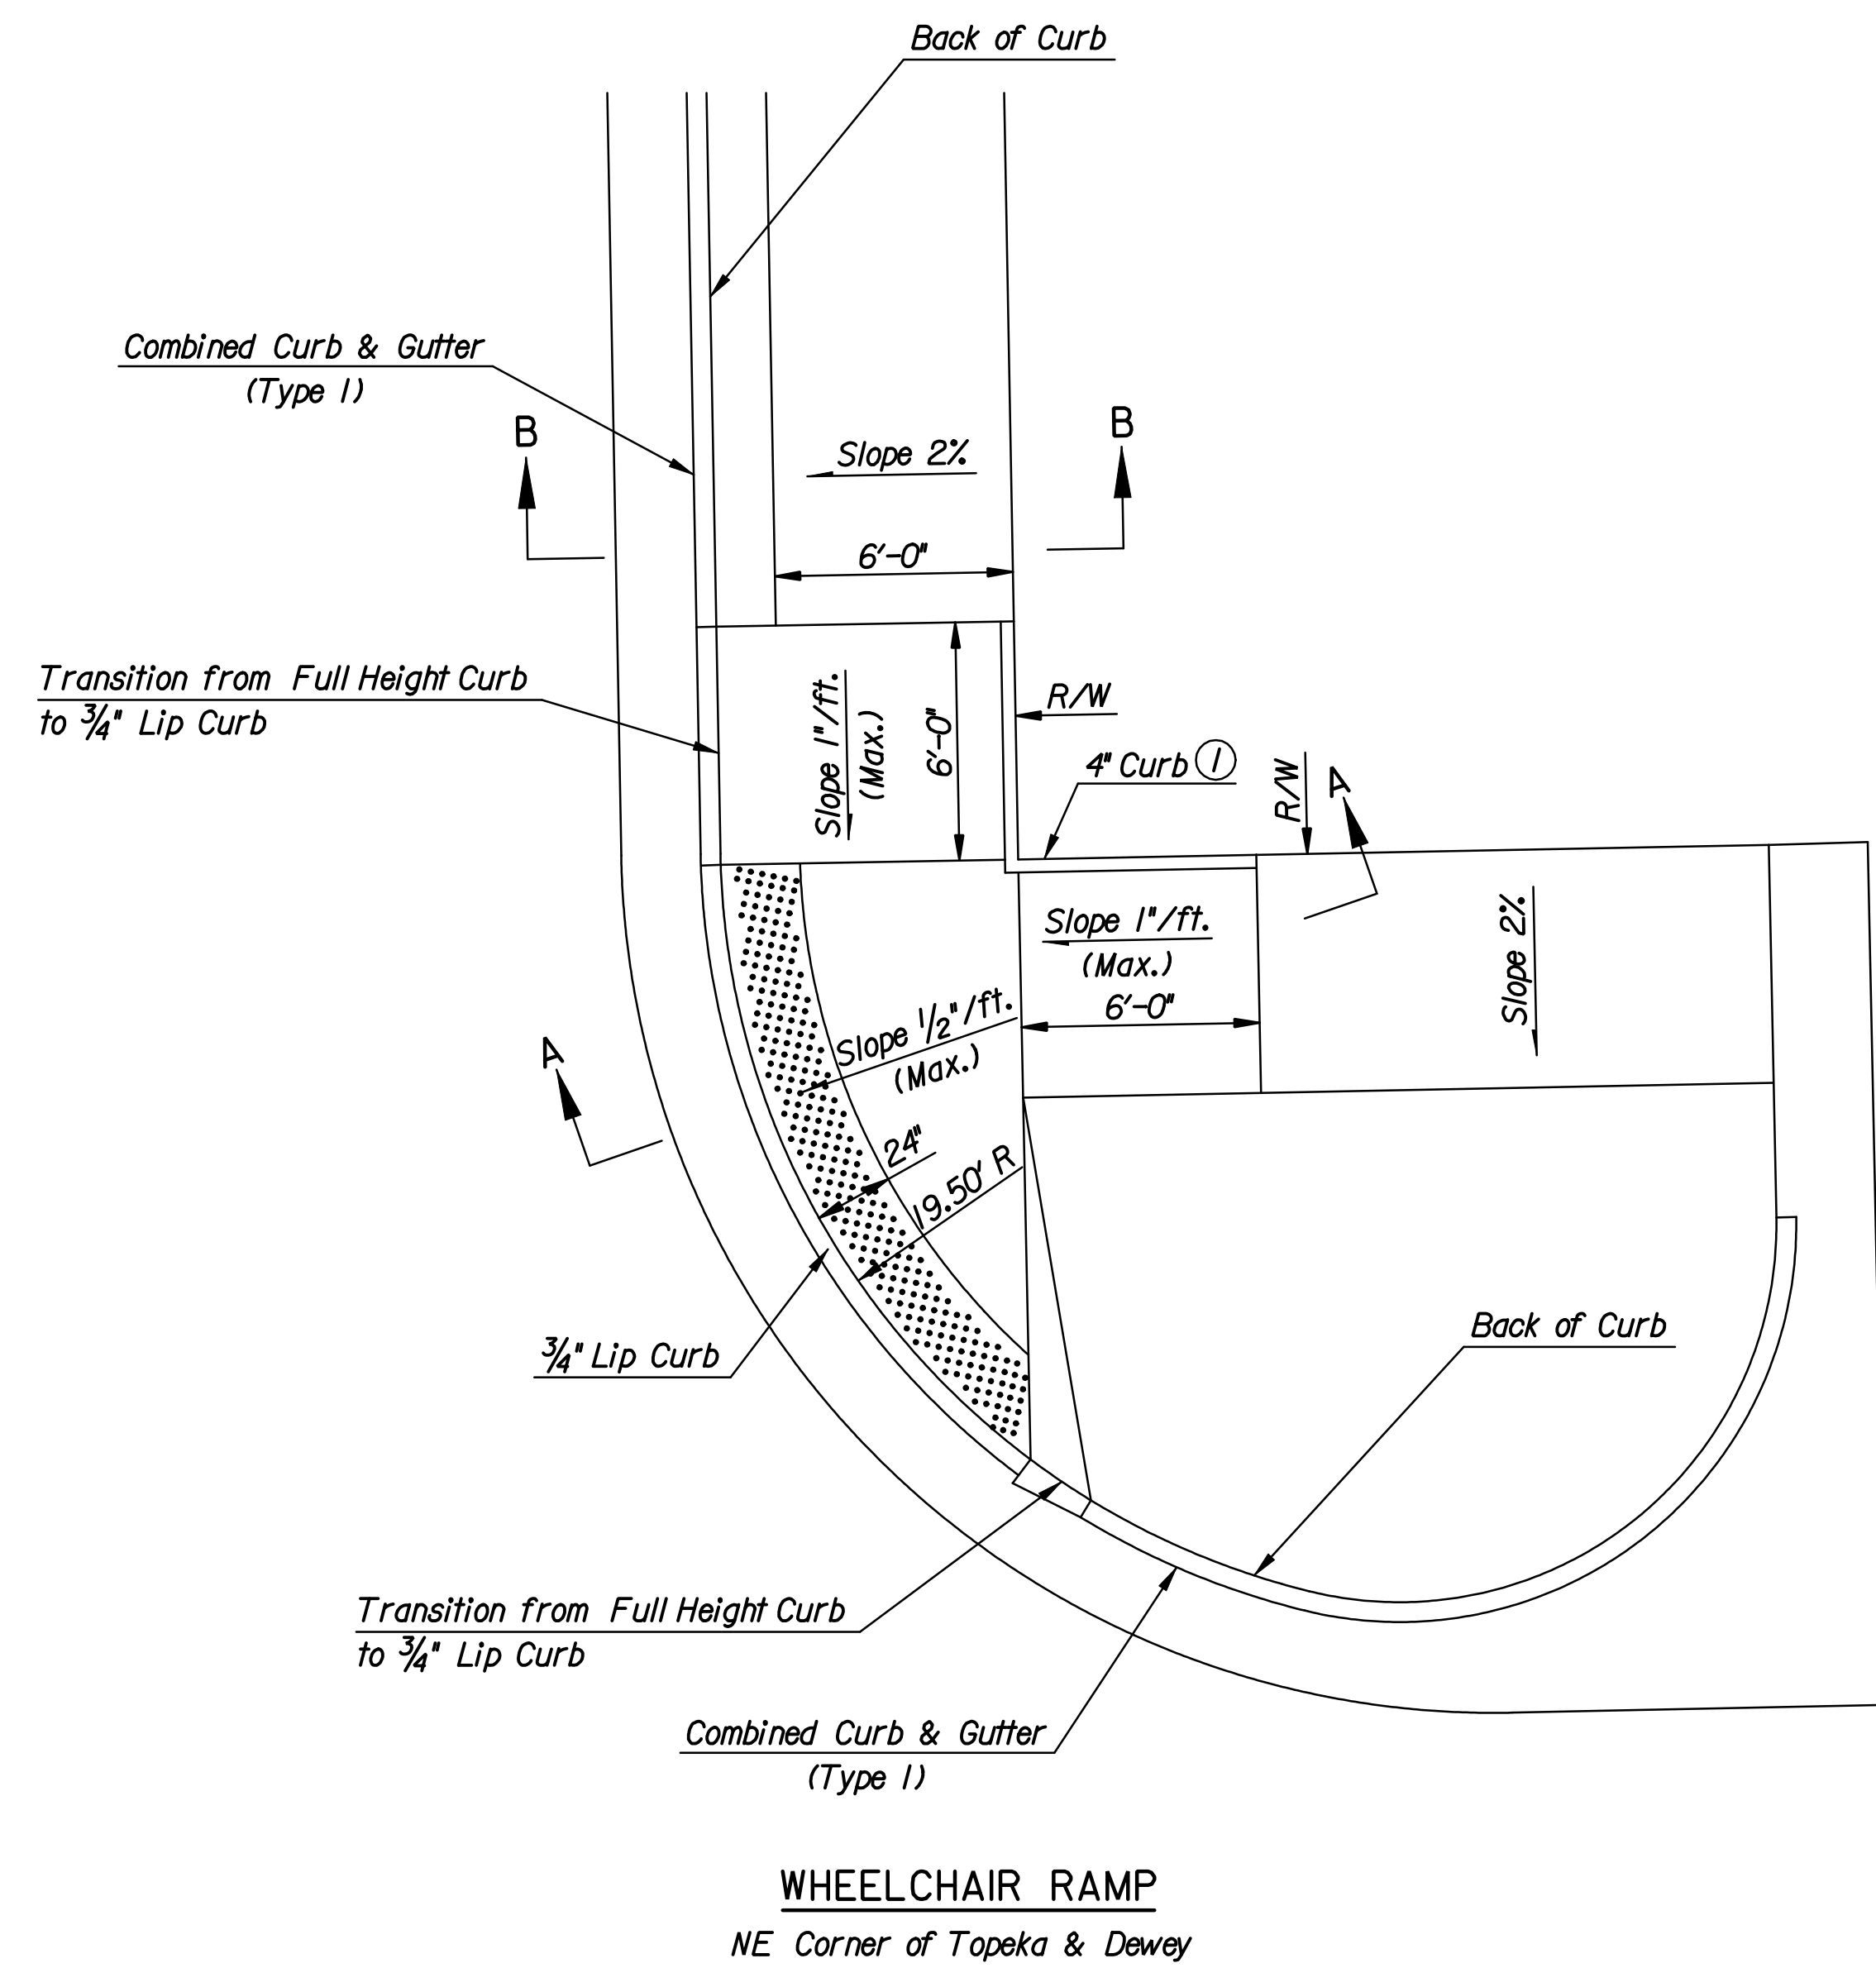 Back of Curb
Combined Curb & Gutter
(Type 1)
B
B
Slope 2%
6'-0"
Transition from Full Height Curb
to 3/4" Lip Curb
Slope 1"/ft.
(Max.)
6'-0"
R/W
4" Curb 1
R/W
A
Slope 1"/ft.
(Max.)
6'-0"
Slope 2%
A
Slope 1/2"/ft.
(Max.)
24"
19.50' R
3/4" Lip Curb
Back of Curb
Transition from Full Height Curb
to 3/4" Lip Curb
Combined Curb & Gutter
(Type 1)
WHEELCHAIR RAMP
NE Corner of Topeka & Dewey